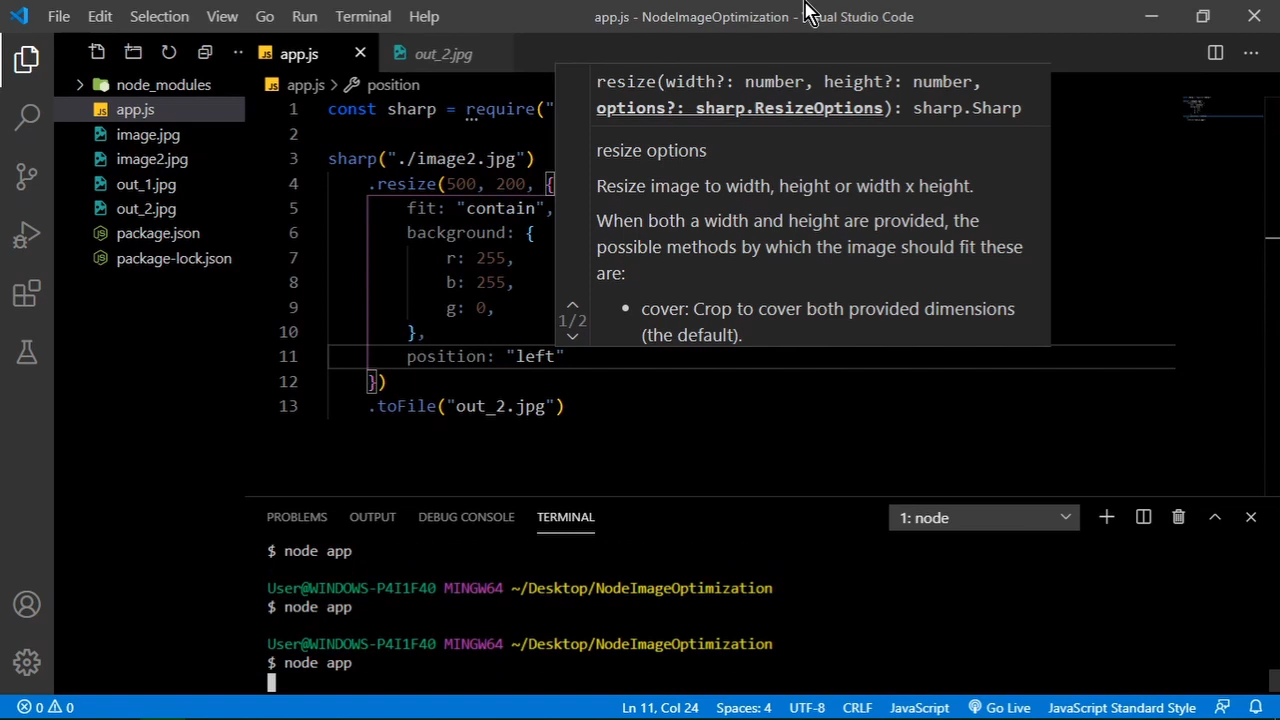 File Edit Selection View Go Run Terminal Help
app.js - NodeImageOptimization - sual Studio Code
app.js
out_2.jpg
node_modules
app.js
image.jpg
image2.jpg
out_1.jpg
out_2.jpg
package.json
package-lock.json
app.js › position
1 const sharp = require("
2
3 sharp("./image2.jpg")
4 .resize(500, 200, {
5 fit: "contain",
6 background: {
7 r: 255,
8 b: 255,
9 g: 0,
10 },
11 position: "left"
12 })
13 .toFile("out_2.jpg")
resize(width?: number, height?: number,
options?: sharp.ResizeOptions): sharp.Sharp
resize options
Resize image to width, height or width x height.
When both a width and height are provided, the
possible methods by which the image should fit these
are:
• cover: Crop to cover both provided dimensions
(the default).
1/2
PROBLEMS OUTPUT DEBUG CONSOLE TERMINAL
1: node
$ node app
User@WINDOWS-P4I1F40 MINGW64 ~/Desktop/NodeImageOptimization
$ node app
User@WINDOWS-P4I1F40 MINGW64 ~/Desktop/NodeImageOptimization
$ node app
0 0
Ln 11, Col 24 Spaces: 4 UTF-8 CRLF JavaScript Go Live JavaScript Standard Style